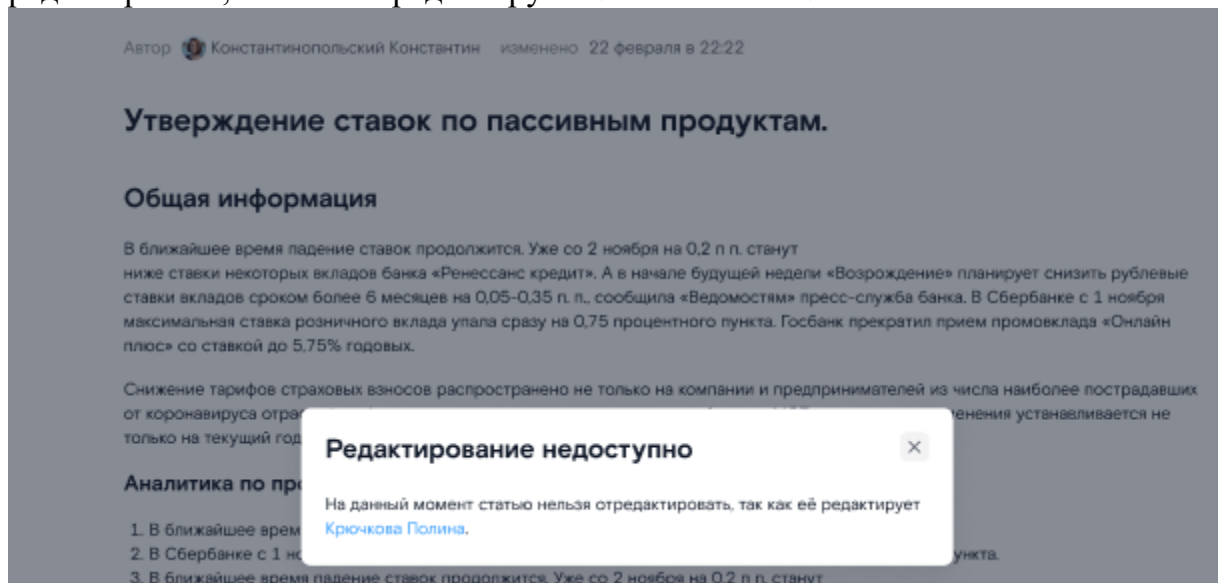 Автор Константинопольский Константин изменено 22 февраля в 22:22
Утверждение ставок по пассивным продуктам.
Общая информация
В ближайшее время падение ставок продолжится. Уже со 2 ноября на 0,2 п п. станут
ниже ставки некоторых вкладов банка «Ренессанс кредит». А в начале будущей недели «Возрождение» планирует снизить рублевые
ставки вкладов сроком более 6 месяцев на 0,05-0,35 п. п., сообщила «Ведомостям» пресс-служба банка. В Сбербанке с 1 ноября
максимальная ставка розничного вклада упала сразу на 0,75 процентного пункта. Госбанк прекратил прием промовклада «Онлайн
плюс» со ставкой до 5,75% годовых.
Снижение тарифов страховых взносов распространено не только на компании и предпринимателей из числа наиболее пострадавших
от коронавируса
только на текущий год
устанавливается не
Редактирование недоступно
На данный момент статью нельзя отредактировать, так как её редактирует
Крючкова Полина.
Аналитика по
1. В ближайшее
2. В Сбербанке с 1
3. В ближайшее время падение ставок продолжится. Уже со 2 ноября на 0,2 п п. станут